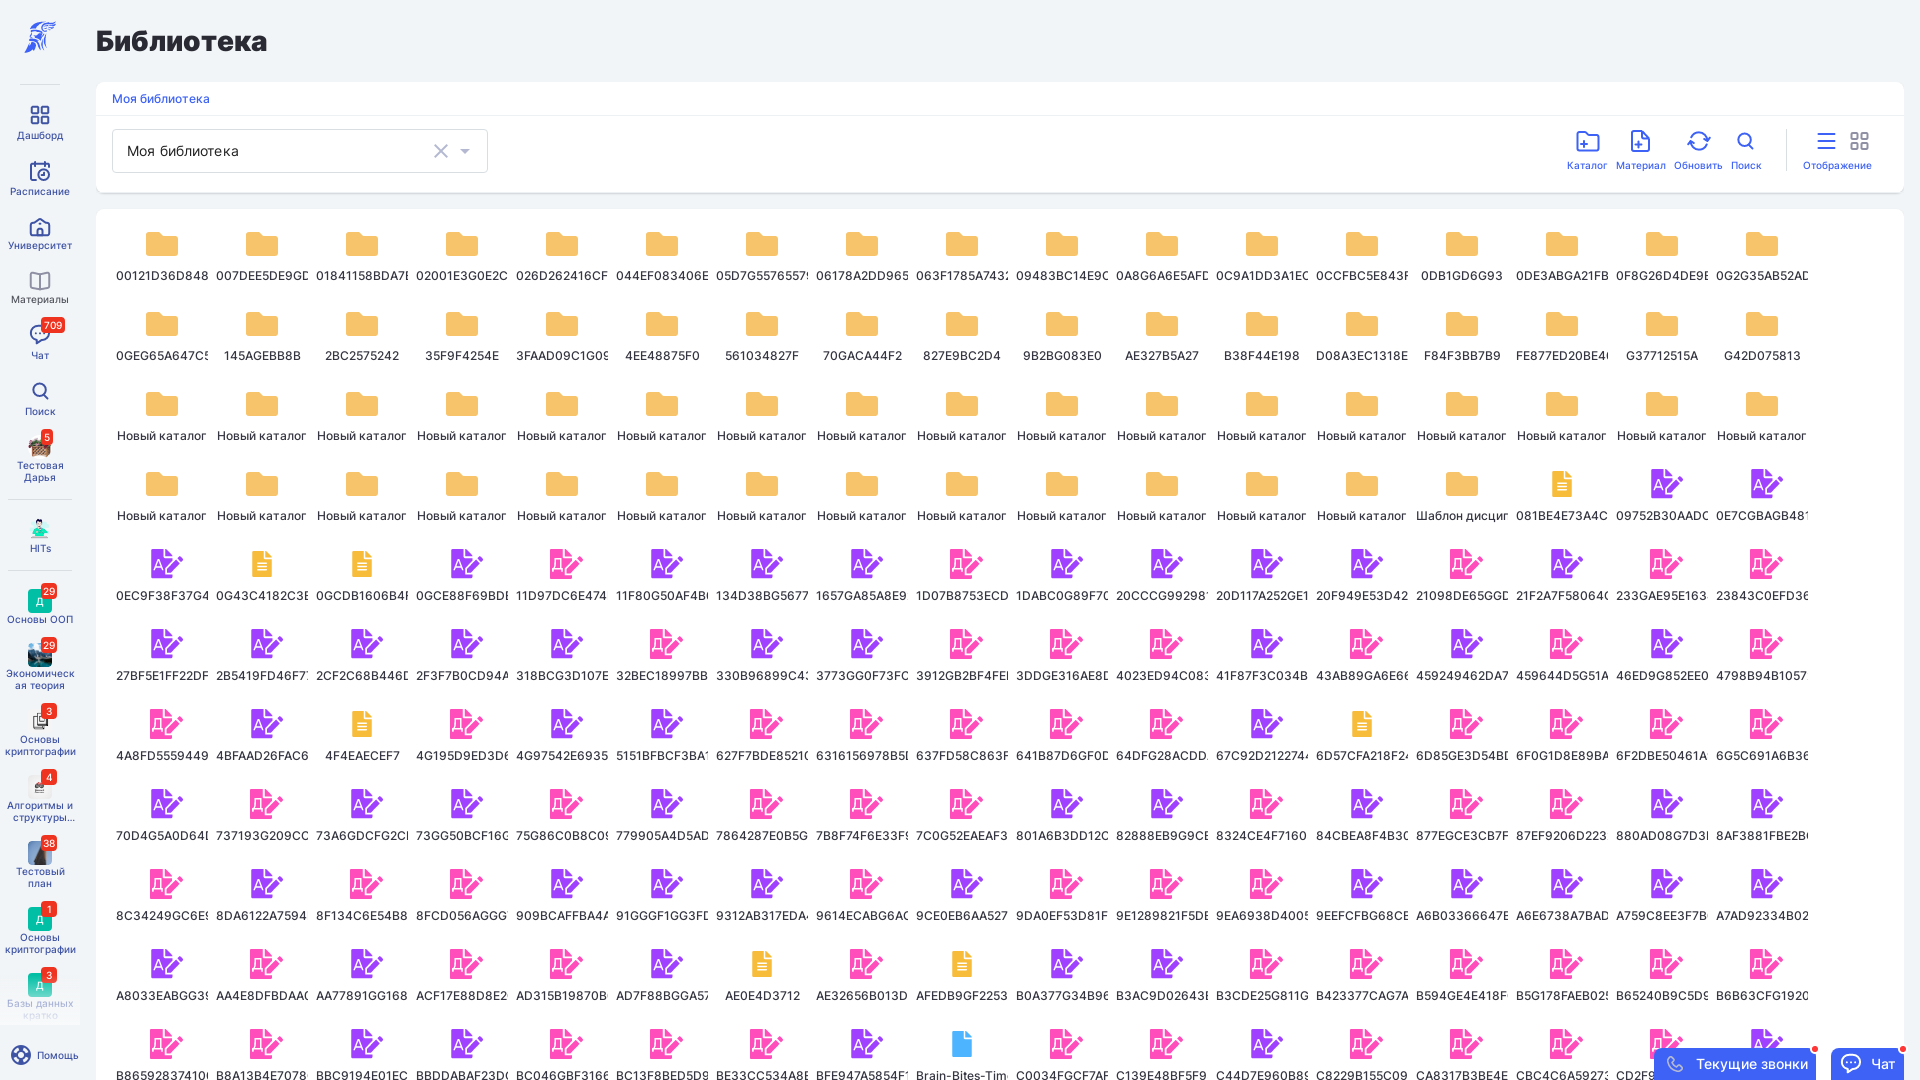 Библиотека
Моя библиотека
Моя библиотека
Каталог Материал Обновить Поиск Отображение
Дашборд
Расписание
Университет
Материалы
709
Чат
Поиск
5
Тестовая
Дарья
HITs
29
Д
Основы ООП
29
Экономическ
ая теория
3
Основы
криптографии
4
Алгоритмы и
структуры...
38
Тестовый
план
1
Д
Основы
криптографии
3
Д
Базы данных
кратко
Помощь
00121D36D848 007DEE5DE9GD 01841158BDA7E 02001E3G0E2C 026D262416CF 044EF083406E 05D7G55765579 06178A2DD965 063F1785A7432 09483BC14E9C 0A8G6A6E5AFD 0C9A1DD3A1EC 0CCFBC5E843F 0DB1GD6G93 0DE3ABGA21FB 0F8G26D4DE9E 0G2G35AB52AD
0GEG65A647C5 145AGEBB8B 2BC2575242 35F9F4254E 3FAAD09C1G09 4EE48875F0 561034827F 70GACA44F2 827E9BC2D4 9B2BG083E0 AE327B5A27 B38F44E198 D08A3EC1318E F84F3BB7B9 FE877ED20BE4 G37712515A G42D075813
Новый каталог Новый каталог Новый каталог Новый каталог Новый каталог Новый каталог Новый каталог Новый каталог Новый каталог Новый каталог Новый каталог Новый каталог Новый каталог Новый каталог Новый каталог Новый каталог Новый каталог
Новый каталог Новый каталог Новый каталог Новый каталог Новый каталог Новый каталог Новый каталог Новый каталог Новый каталог Новый каталог Новый каталог Новый каталог Новый каталог Шаблон дисцип 081BE4E73A4C 09752B30AADC 0E7CGBAGB481
0EC9F38F37G4 0G43C4182C3E 0GCDB1606B4F 0GCE88F69BDE 11D97DC6E474 11F80G50AF4B 134D38BG5677 1657GA85A8E9 1D07B8753ECD 1DABC0G89F7C 20CCCG992981 20D117A252GE1 20F949E53D42 21098DE65GGD 21F2A7F58064 233GAE95E163 23843C0EFD36
27BF5E1FF22DF 2B5419FD46F77 2CF2C68B446D 2F3F7B0CD94A 318BCG3D107E 32BEC18997BB 330B96899C43 3773GG0F73FC 3912GB2BF4FE 3DDGE316AE8D 4023ED94C083 41F87F3C034B 43AB89GA6E66 459249462DA7 459644D5G51A 46ED9G852EE0 4798B94B1057
4A8FD5559449 4BFAAD26FAC6 4F4EAECEF7 4G195D9ED3D6 4G97542E6935 5151BFBCF3BA1 627F7BDE8521 6316156978B5 637FD58C863F 641B87D6GF0D 64DFG28ACDD 67C92D2122744 6D57CFA218F24 6D85GE3D54BD 6F0G1D8E89BA 6F2DBE50461A 6G5C691A6B36
70D4G5A0D64D 737193G209CC 73A6GDCFG2C 73GG50BCF16G 75G86C0B8C09 779905A4D5AD 7864287E0B5G 7B8F74F6E33F9 7C0G52EAEAF3 801A6B3DD12C 82888EB9G9CE 8324CE4F7160 84CBEA8F4B3C 877EGCE3CB7F 87EF9206D223 880AD08G7D3 8AF3881FBE2B
8C34249GC6E9 8DA6122A7594 8F134C6E54B8 8FCD056AGGG 909BCAFFBA4A 91GGGF1GG3FD 9312AB317EDA 9614ECABG6AC 9CE0EB6AA527 9DA0EF53D81F 9E1289821F5DE 9EA6938D4005 9EEFCFBG68CE A6B03366647E A6E6738A7BAD A759C8EE3F7B A7AD92334B02
A8033EABGG39 AA4E8DFBDAA AA77891GG168 ACF17E88D8E2 AD315B19870B AD7F88BGGA57 AE0E4D3712 AE32656B013D AFEDB9GF2253 B0A377G34B96 B3AC9D02643E B3CDE25G811G B423377CAG7A B594GE4E418F B5G178FAEB025 B65240B9C5D9 B6B63CFG1920
B8659283741 B8A13B4E7078 BBC9194E01EC BBDDABAF23D BC046GBF3166 BC13F8BED5D9 BE33CC534A8E BFE947A5854F1 Brain-Bites-Tim C0034FGCF7AF C139E48BF5F9 C44D7E960B89 C8229B155C09 CA8317B3BE4E CBC4C6A59273 CD2F9
Текущие звонки
Чат